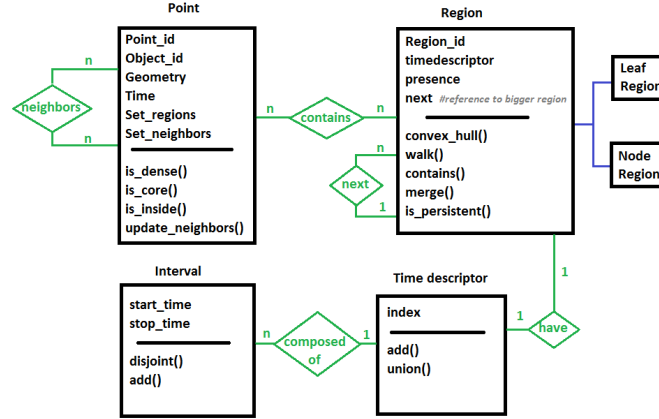 Point
Point_id
Object_id
Geometry
Time
Set_regions
Set_neighbors
is_dense()
is_core()
is_inside()
update_neighbors()
n
neighbors
n
n
contains
n
Region
Region_id
timedescriptor
presence
next #reference to bigger region
convex_hull()
walk()
contains()
merge()
is_persistent()
n
next
1
Leaf
Region
Node
Region
Interval
start_time
stop_time
disjoint()
add()
n
composed
of
1
Time descriptor
index
add()
union()
1
have
1